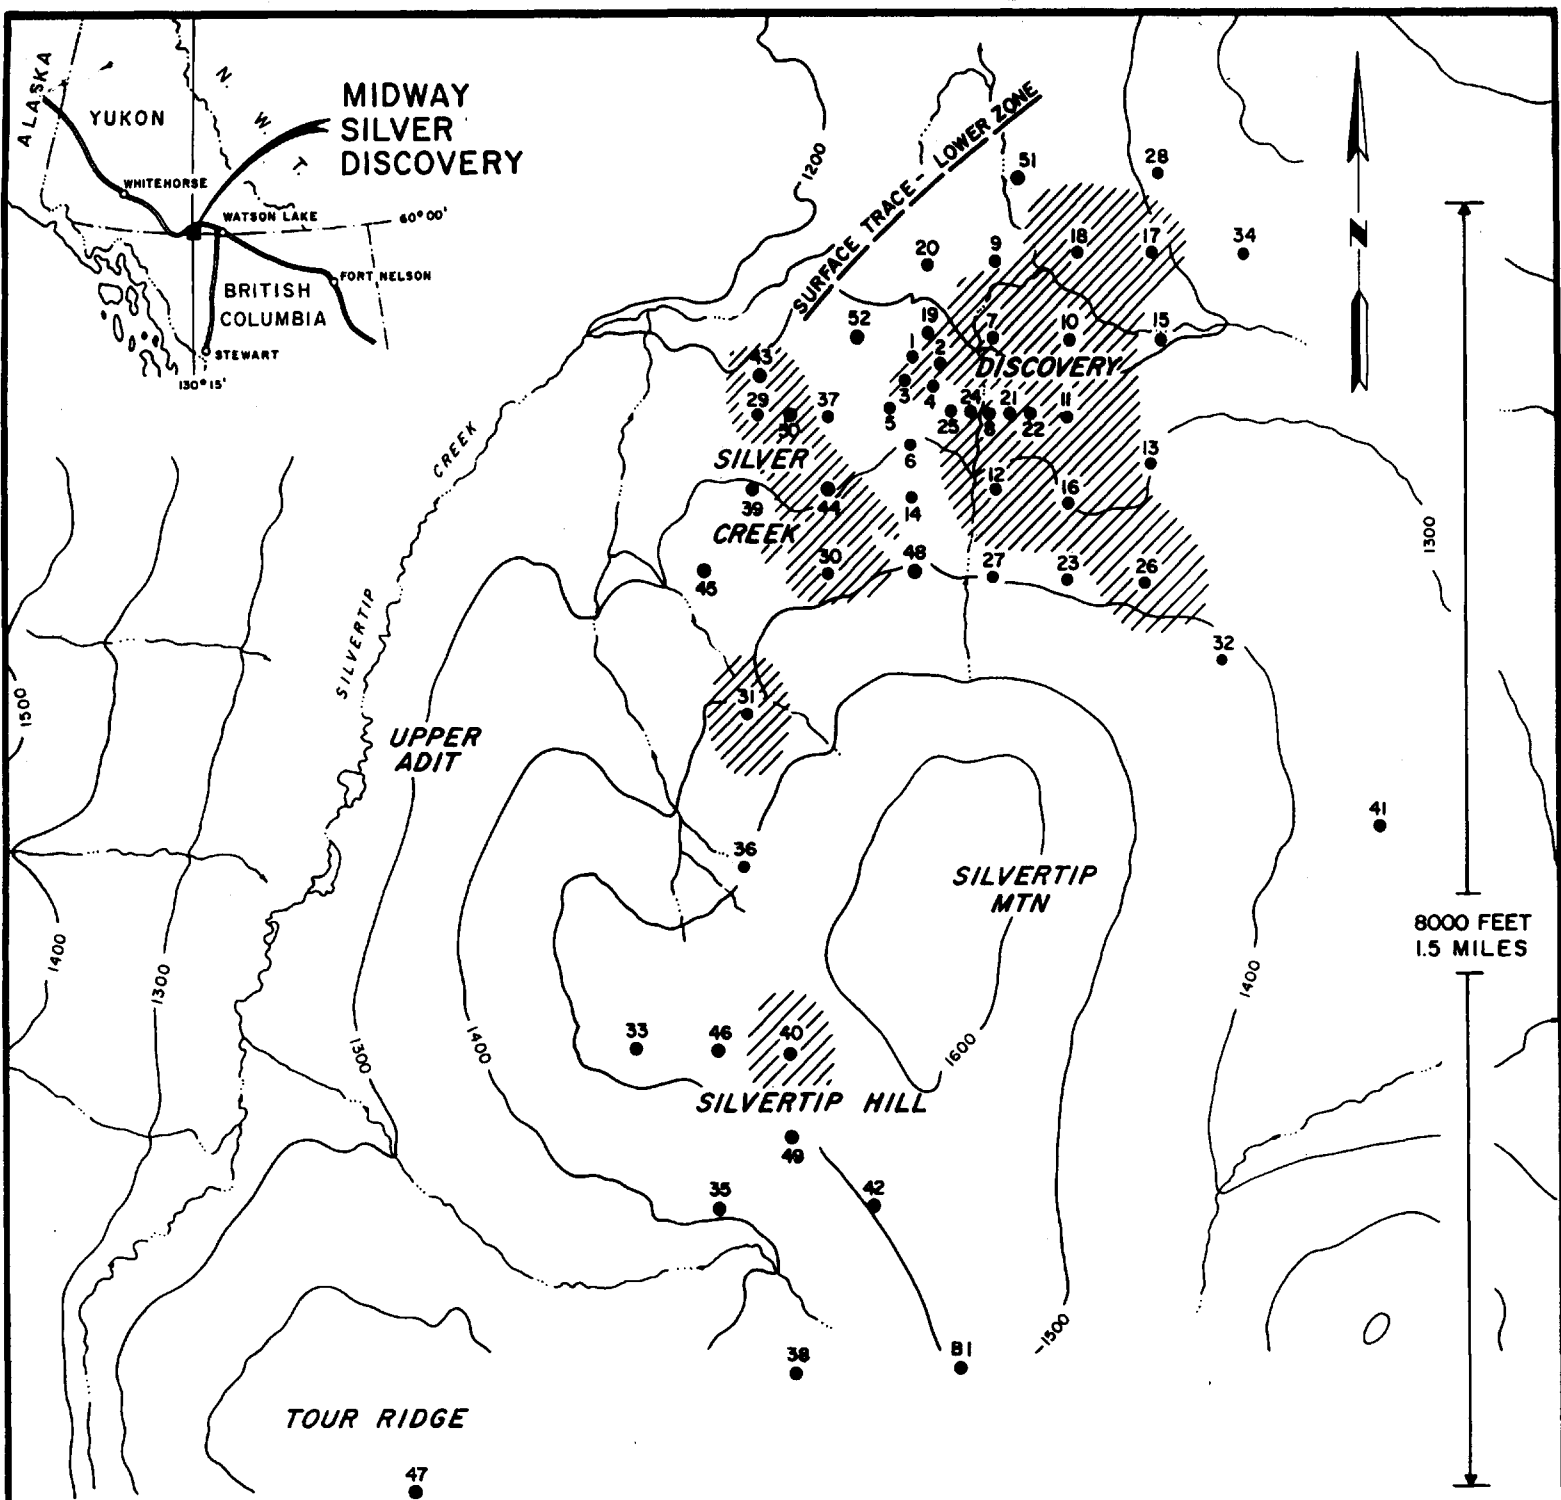 ALASKA
YUKON
N. W. T.
MIDWAY
SILVER
DISCOVERY
WHITEHORSE
WATSON LAKE
60° 00'
FORT NELSON
BRITISH
COLUMBIA
STEWART
130° 15'
1200
SURFACE TRACE - LOWER ZONE
51
28
N
20
9
18
17
34
52
19
7
10
15
1
2
DISCOVERY
43
3
4
29
50
37
5
25
24
8
21
22
11
SILVER
6
13
39
44
14
12
16
CREEK
1300
CREEK
SILVERTIP
45
30
48
27
23
26
32
31
1500
UPPER
ADIT
41
36
SILVERTIP
MTN
8000 FEET
1.5 MILES
1400
1300
1400
33
46
40
1300
1400
1600
SILVERTIP HILL
49
35
42
1500
38
B1
TOUR RIDGE
47